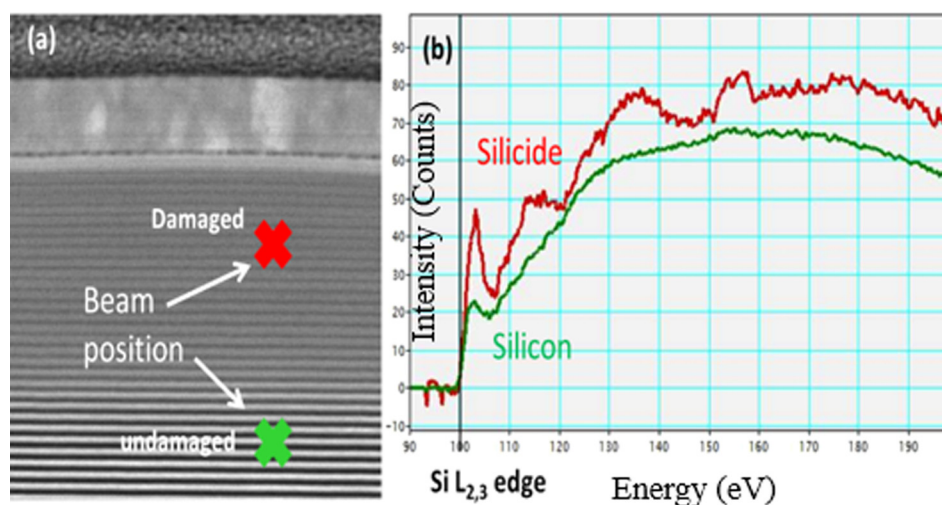 (a)
Damaged
Beam
position
undamaged
(b)
Silicide
Silicon
Intensity (Counts)
90
80
70
60
50
40
30
20
10
0
-10
90 100 110 120 130 140 150 160 170 180 190
Si L2,3 edge
Energy (eV)